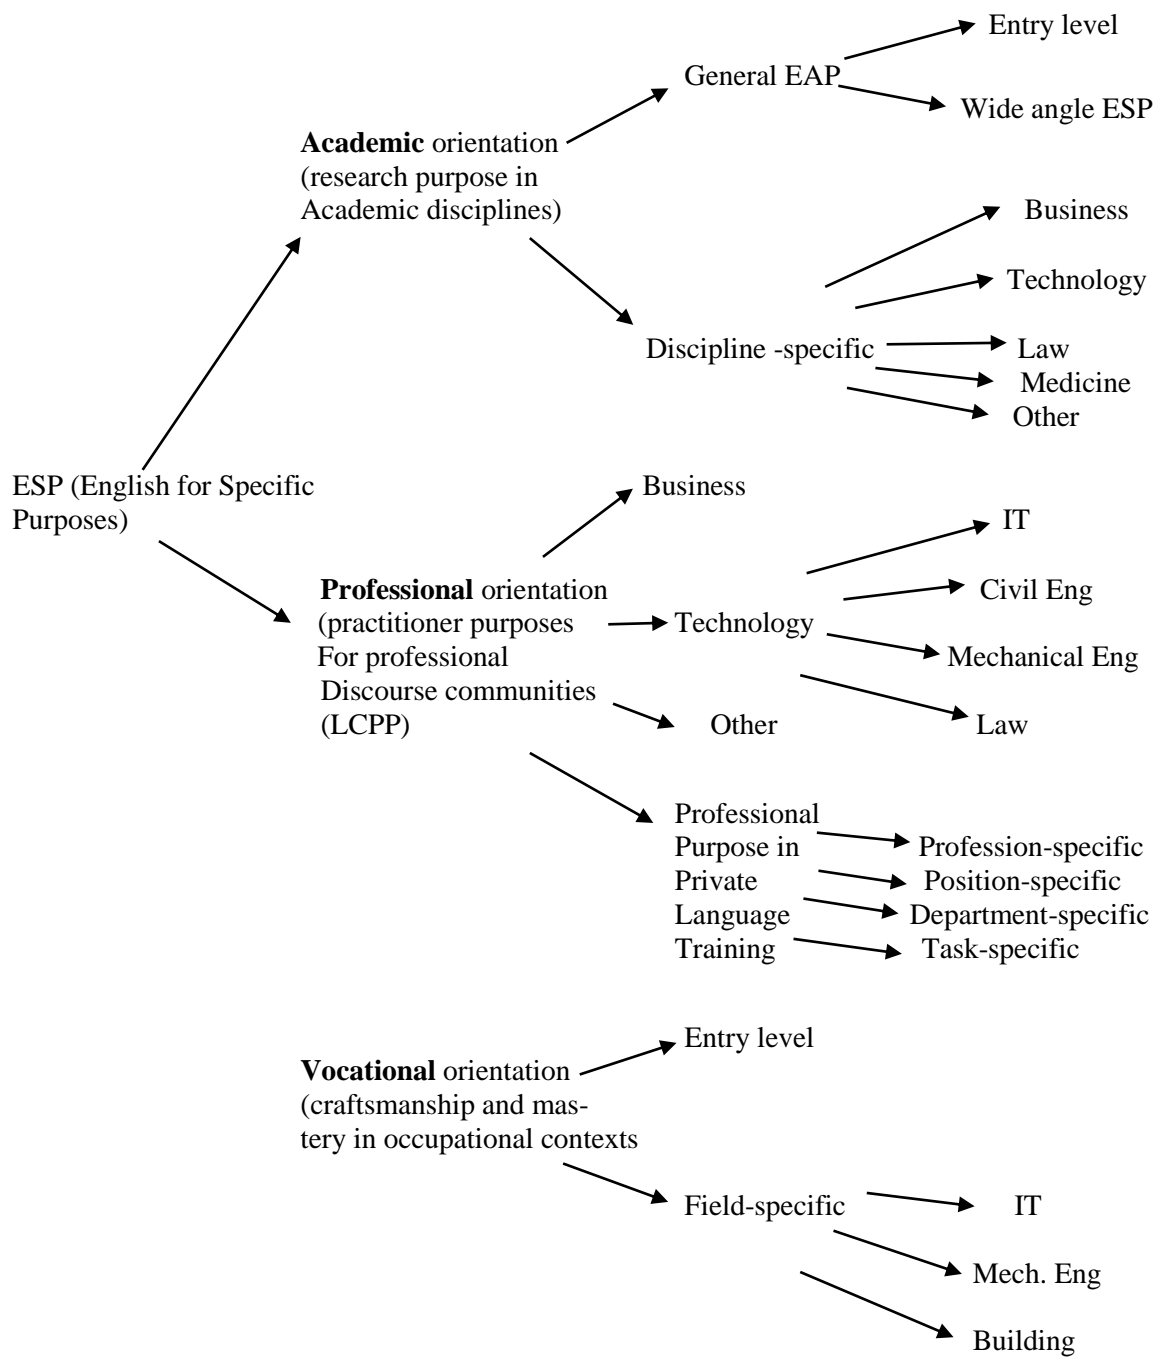 Entry level
General EAP
Wide angle ESP
Academic orientation
(research purpose in
Academic disciplines)
Business
Technology
Discipline -specific
Law
Medicine
Other
ESP (English for Specific
Purposes)
Business
IT
Professional orientation
(practitioner purposes
For professional
Discourse communities
(LCPP)
Civil Eng
Technology
Mechanical Eng
Other
Law
Professional
Purpose in
Private
Language
Training
Profession-specific
Position-specific
Department-specific
Task-specific
Entry level
Vocational orientation
(craftsmanship and mas-
tery in occupational contexts
Field-specific
IT
Mech. Eng
Building